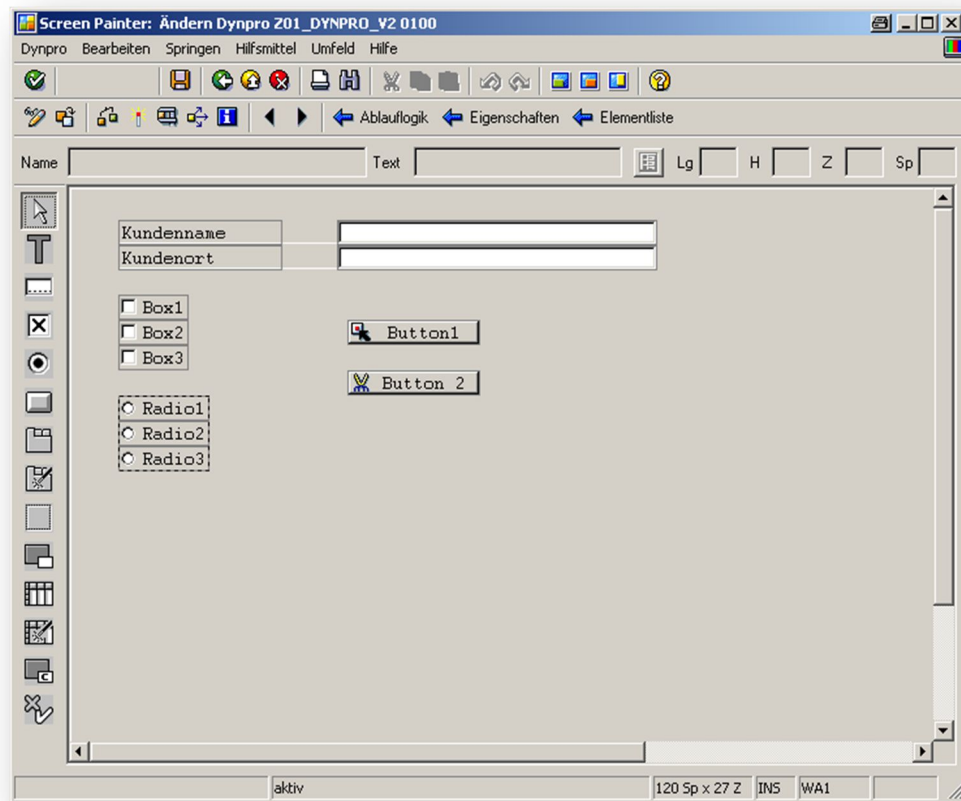 Screen Painter: Ändern Dynpro Z01_DYNPRO_V2 0100
Dynpro Bearbeiten Springen Hilfsmittel Umfeld Hilfe
Ablauflogik Eigenschaften Elementliste
Name Text Lg H Z Sp
Kundenname
Kundenort
Box1
Box2
Box3
Button1
Button 2
Radio1
Radio2
Radio3
aktiv 120 Sp x 27 Z INS WA1